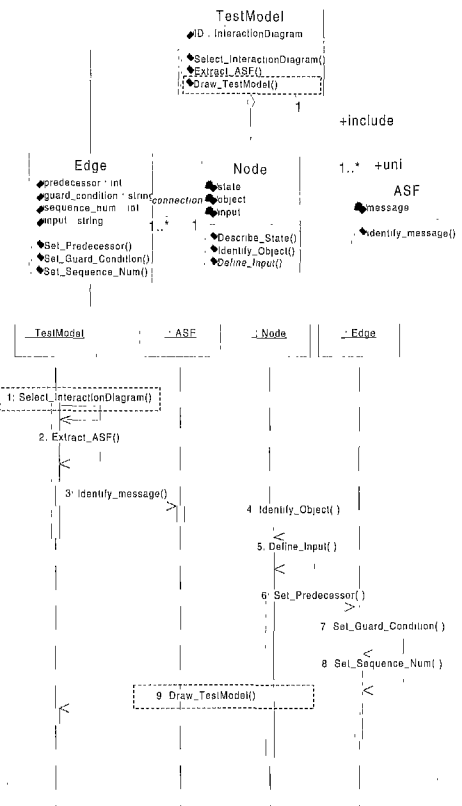 TestModel
ID : InteractionDiagram
Select_InteractionDiagram()
Extract_ASF()
Draw_TestModel()
1
+include
Edge
predecessor : int
guard_condition : string
sequence_num : int
input : string
Set_Predecessor()
Set_Guard_Condition()
Set_Sequence_Num()
connection
1..*
1
Node
state
object
input
Describe_State()
Identify_Object()
Define_Input()
1..*
+uni
ASF
message
Identify_message()
TestModel
: ASF
: Node
: Edge
1: Select_InteractionDiagram()
2. Extract_ASF()
3: Identify_message()
4 Identify_Object( )
5. Define_Input( )
6: Set_Predecessor( )
7 Set_Guard_Condition( )
8 Set_Sequence_Num( )
9 Draw_TestModel()